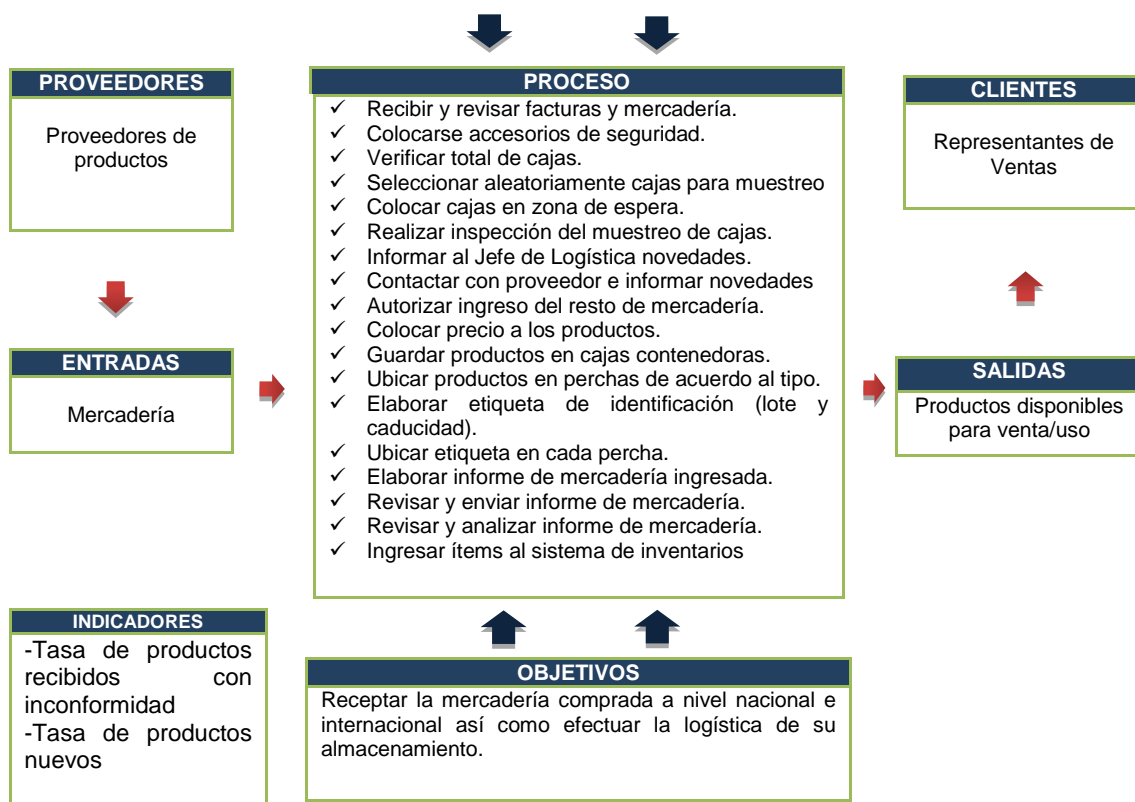 PROVEEDORES
Proveedores de
productos
ENTRADAS
Mercadería
PROCESO
✓ Recibir y revisar facturas y mercadería.
✓ Colocarse accesorios de seguridad.
✓ Verificar total de cajas.
✓ Seleccionar aleatoriamente cajas para muestreo
✓ Colocar cajas en zona de espera.
✓ Realizar inspección del muestreo de cajas.
✓ Informar al Jefe de Logística novedades.
✓ Contactar con proveedor e informar novedades
✓ Autorizar ingreso del resto de mercadería.
✓ Colocar precio a los productos.
✓ Guardar productos en cajas contenedoras.
✓ Ubicar productos en perchas de acuerdo al tipo.
✓ Elaborar etiqueta de identificación (lote y
caducidad).
✓ Ubicar etiqueta en cada percha.
✓ Elaborar informe de mercadería ingresada.
✓ Revisar y enviar informe de mercadería.
✓ Revisar y analizar informe de mercadería.
✓ Ingresar ítems al sistema de inventarios
CLIENTES
Representantes de
Ventas
SALIDAS
Productos disponibles
para venta/uso
INDICADORES
-Tasa de productos
recibidos con
inconformidad
-Tasa de productos
nuevos
OBJETIVOS
Receptar la mercadería comprada a nivel nacional e
internacional así como efectuar la logística de su
almacenamiento.